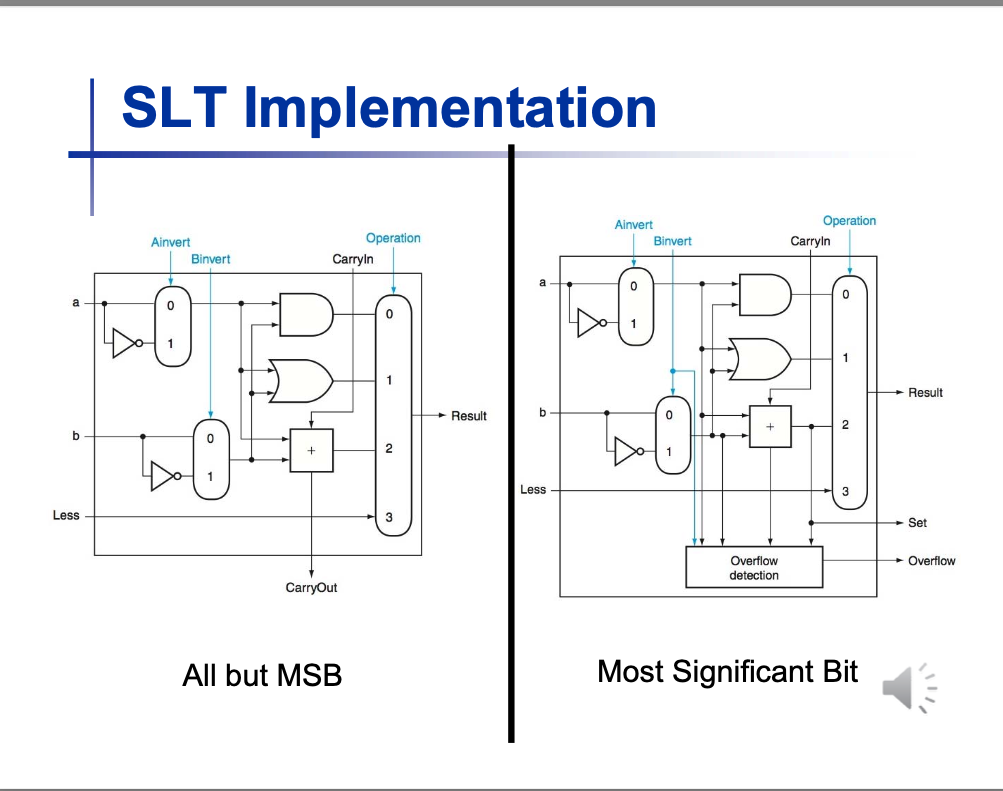 SLT Implementation
Ainvert
Binvert
CarryIn
Operation
a
0
1
b
0
1
+
0
1
2
3
Less
Result
CarryOut
All but MSB
Ainvert
Binvert
CarryIn
Operation
a
0
1
b
0
1
+
0
1
2
3
Less
Result
Set
Overflow
detection
Overflow
Most Significant Bit